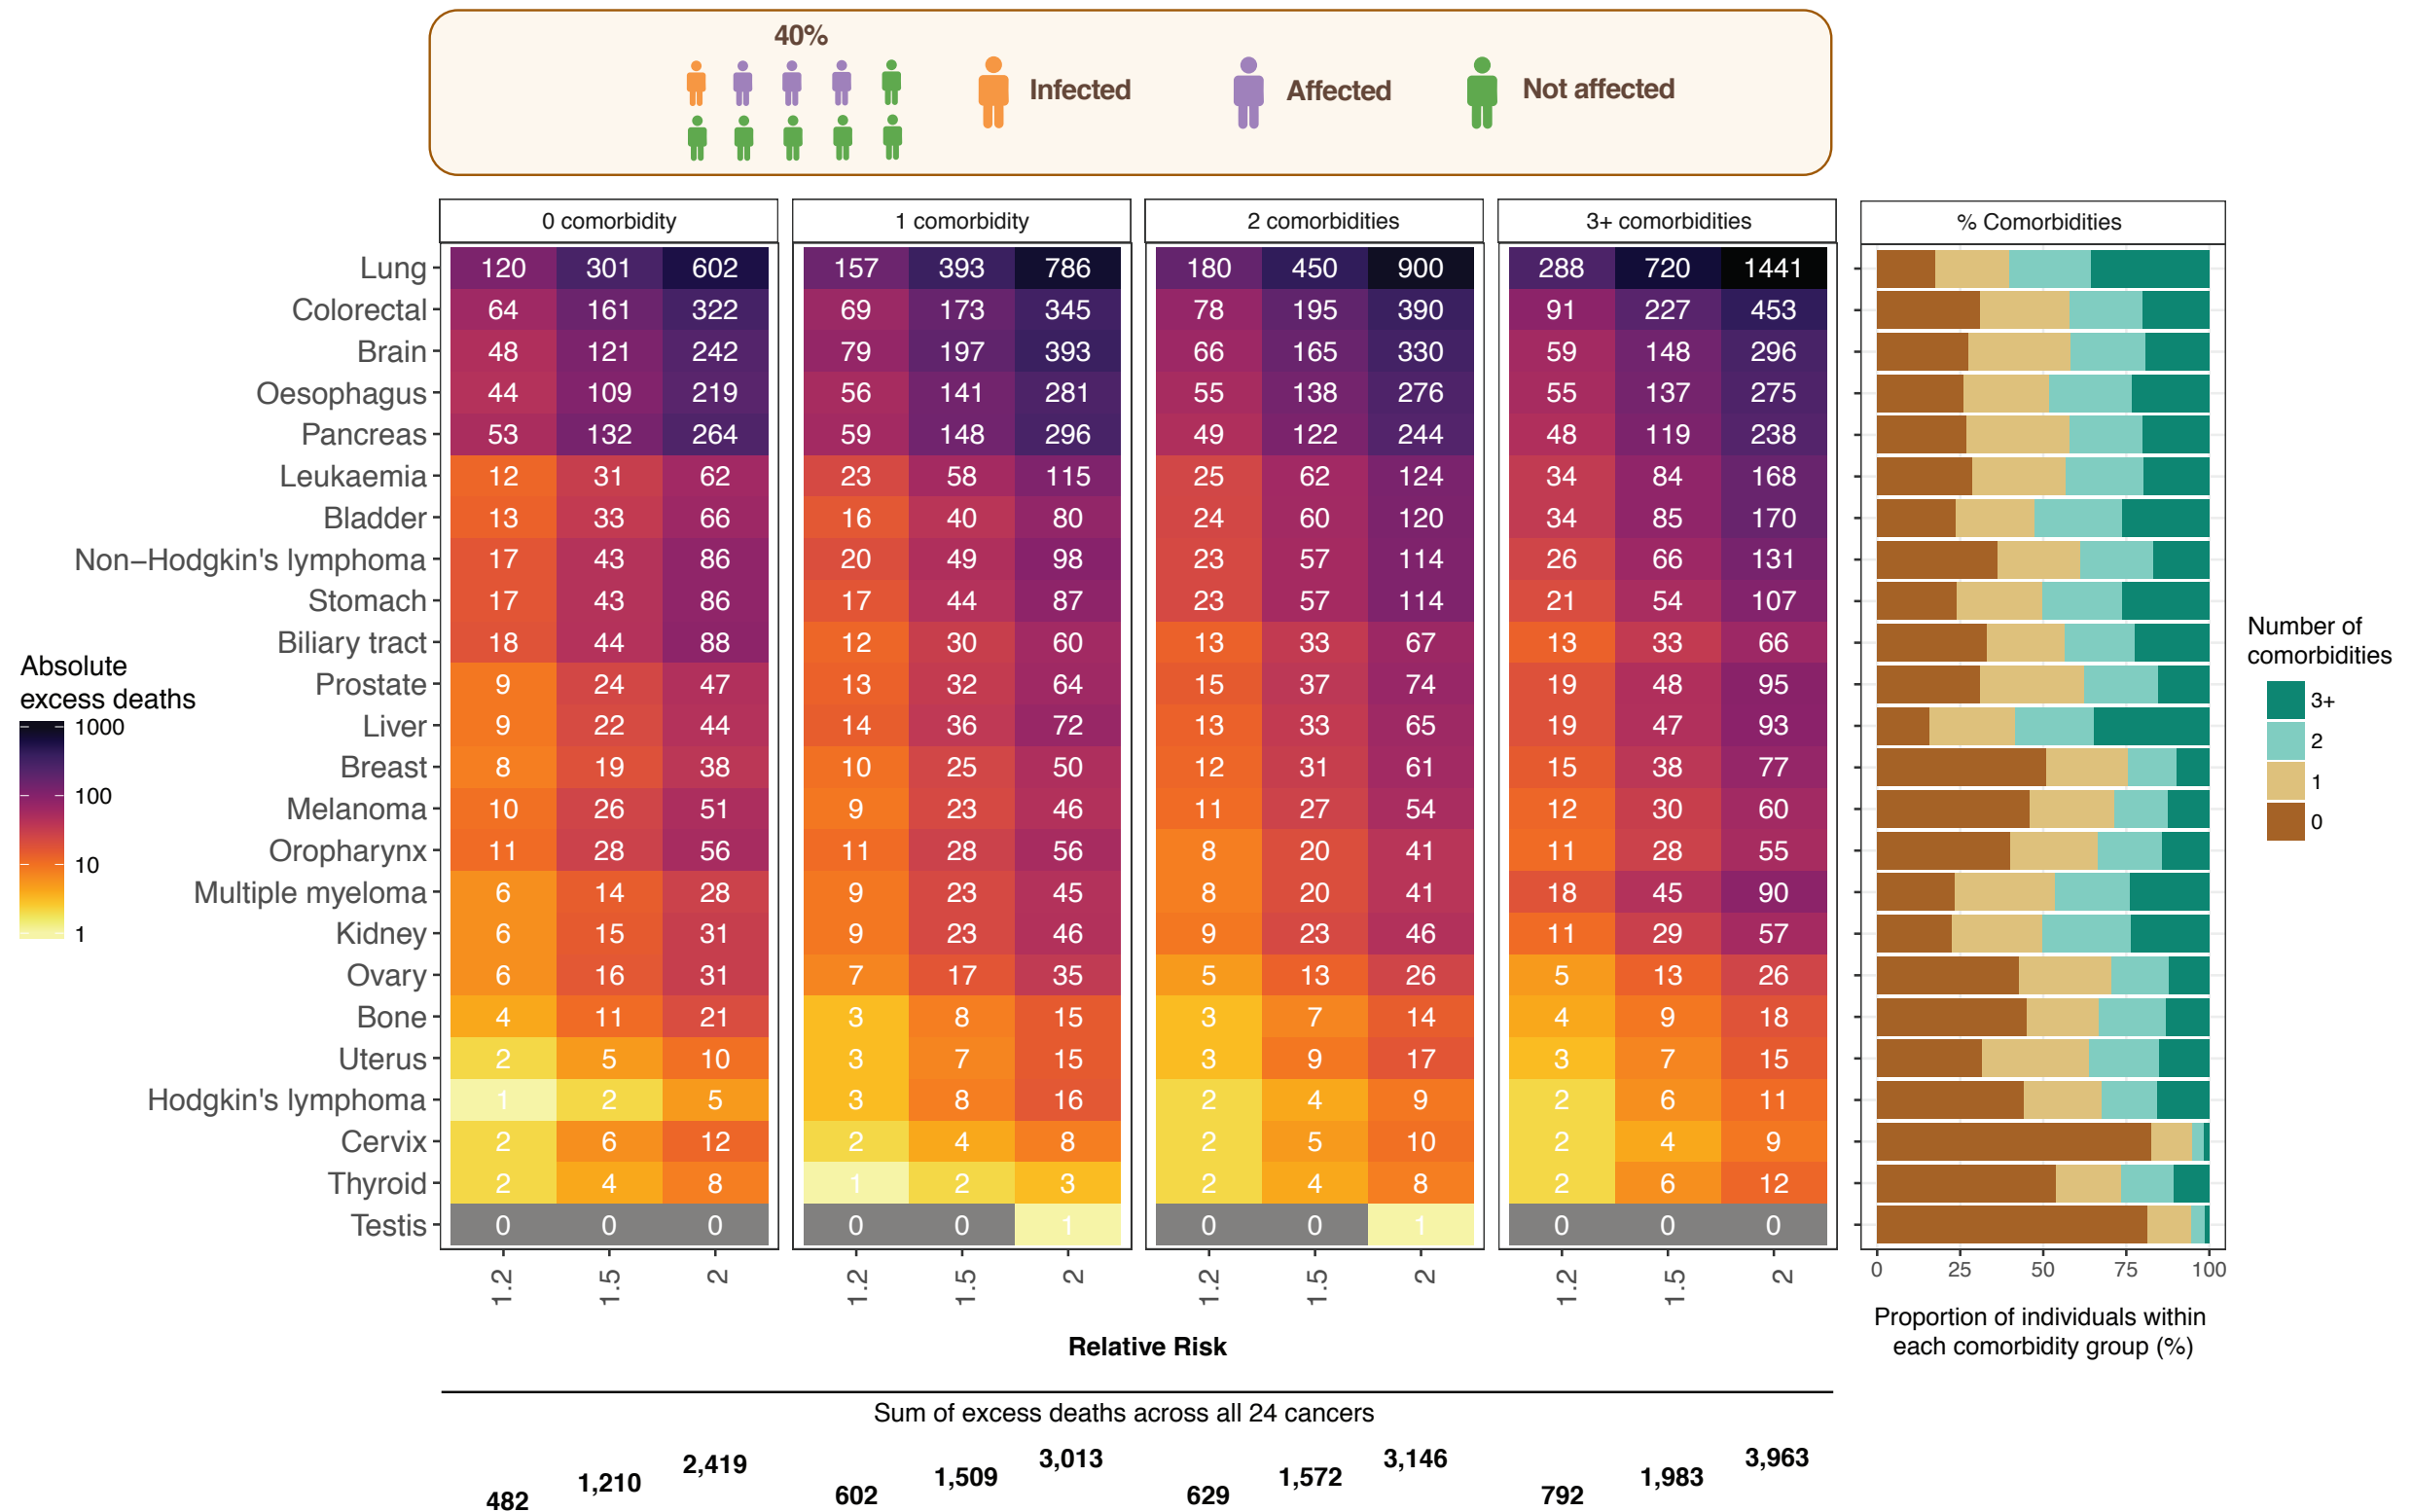 40%
Infected
Affected
Not affected
0 comorbidity
1 comorbidity
2 comorbidities
3+ comorbidities
% Comorbidities
Lung 120 301 602 157 393 786 180 450 900 288 720 1441
Colorectal 64 161 322 69 173 345 78 195 390 91 227 453
Brain 48 121 242 79 197 393 66 165 330 59 148 296
Oesophagus 44 109 219 56 141 281 55 138 276 55 137 275
Pancreas 53 132 264 59 148 296 49 122 244 48 119 238
Leukaemia 12 31 62 23 58 115 25 62 124 34 84 168
Bladder 13 33 66 16 40 80 24 60 120 34 85 170
Non−Hodgkin's lymphoma 17 43 86 20 49 98 23 57 114 26 66 131
Stomach 17 43 86 17 44 87 23 57 114 21 54 107
Biliary tract 18 44 88 12 30 60 13 33 67 13 33 66
Prostate 9 24 47 13 32 64 15 37 74 19 48 95
Liver 9 22 44 14 36 72 13 33 65 19 47 93
Breast 8 19 38 10 25 50 12 31 61 15 38 77
Melanoma 10 26 51 9 23 46 11 27 54 12 30 60
Oropharynx 11 28 56 11 28 56 8 20 41 11 28 55
Multiple myeloma 6 14 28 9 23 45 8 20 41 18 45 90
Kidney 6 15 31 9 23 46 9 23 46 11 29 57
Ovary 6 16 31 7 17 35 5 13 26 5 13 26
Bone 4 11 21 3 8 15 3 7 14 4 9 18
Uterus 2 5 10 3 7 15 3 9 17 3 7 15
Hodgkin's lymphoma 1 2 5 3 8 16 2 4 9 2 6 11
Cervix 2 6 12 2 4 8 2 5 10 2 4 9
Thyroid 2 4 8 1 2 3 2 4 8 2 6 12
Testis 0 0 0 0 0 1 0 0 1 0 0 0
1.2 1.5 2 1.2 1.5 2 1.2 1.5 2 1.2 1.5 2
Relative Risk
Absolute
excess deaths
1000
100
10
1
0 25 50 75 100
Proportion of individuals within
each comorbidity group (%)
Number of
comorbidities
3+
2
1
0
Sum of excess deaths across all 24 cancers
482 1,210 2,419 602 1,509 3,013 629 1,572 3,146 792 1,983 3,963